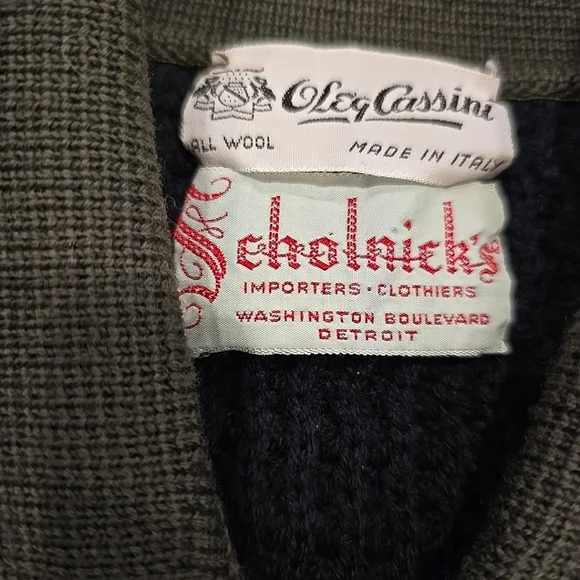 Oleg Cassini
ALL WOOL
MADE IN ITALY
Scholnick's
IMPORTERS · CLOTHIERS
WASHINGTON BOULEVARD
DETROIT